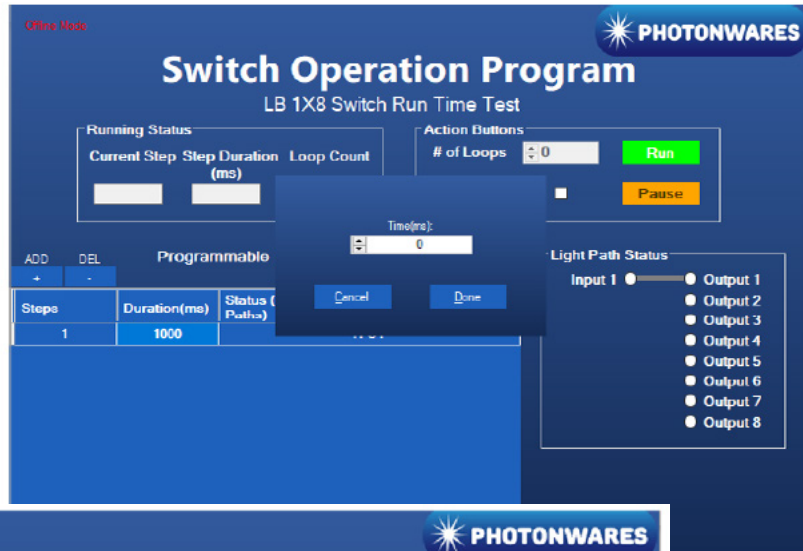 Offline Mode
PHOTONWARES
Switch Operation Program
LB 1X8 Switch Run Time Test
Running Status
Current Step Step Duration (ms) Loop Count
Action Buttons
# of Loops 0 Run
Pause
Time(ms):
0
Cancel Done
ADD DEL
+ -
Programmable
Steps Duration(ms) Status (
Paths)
1 1000
Light Path Status
Input 1 Output 1
Output 2
Output 3
Output 4
Output 5
Output 6
Output 7
Output 8
PHOTONWARES